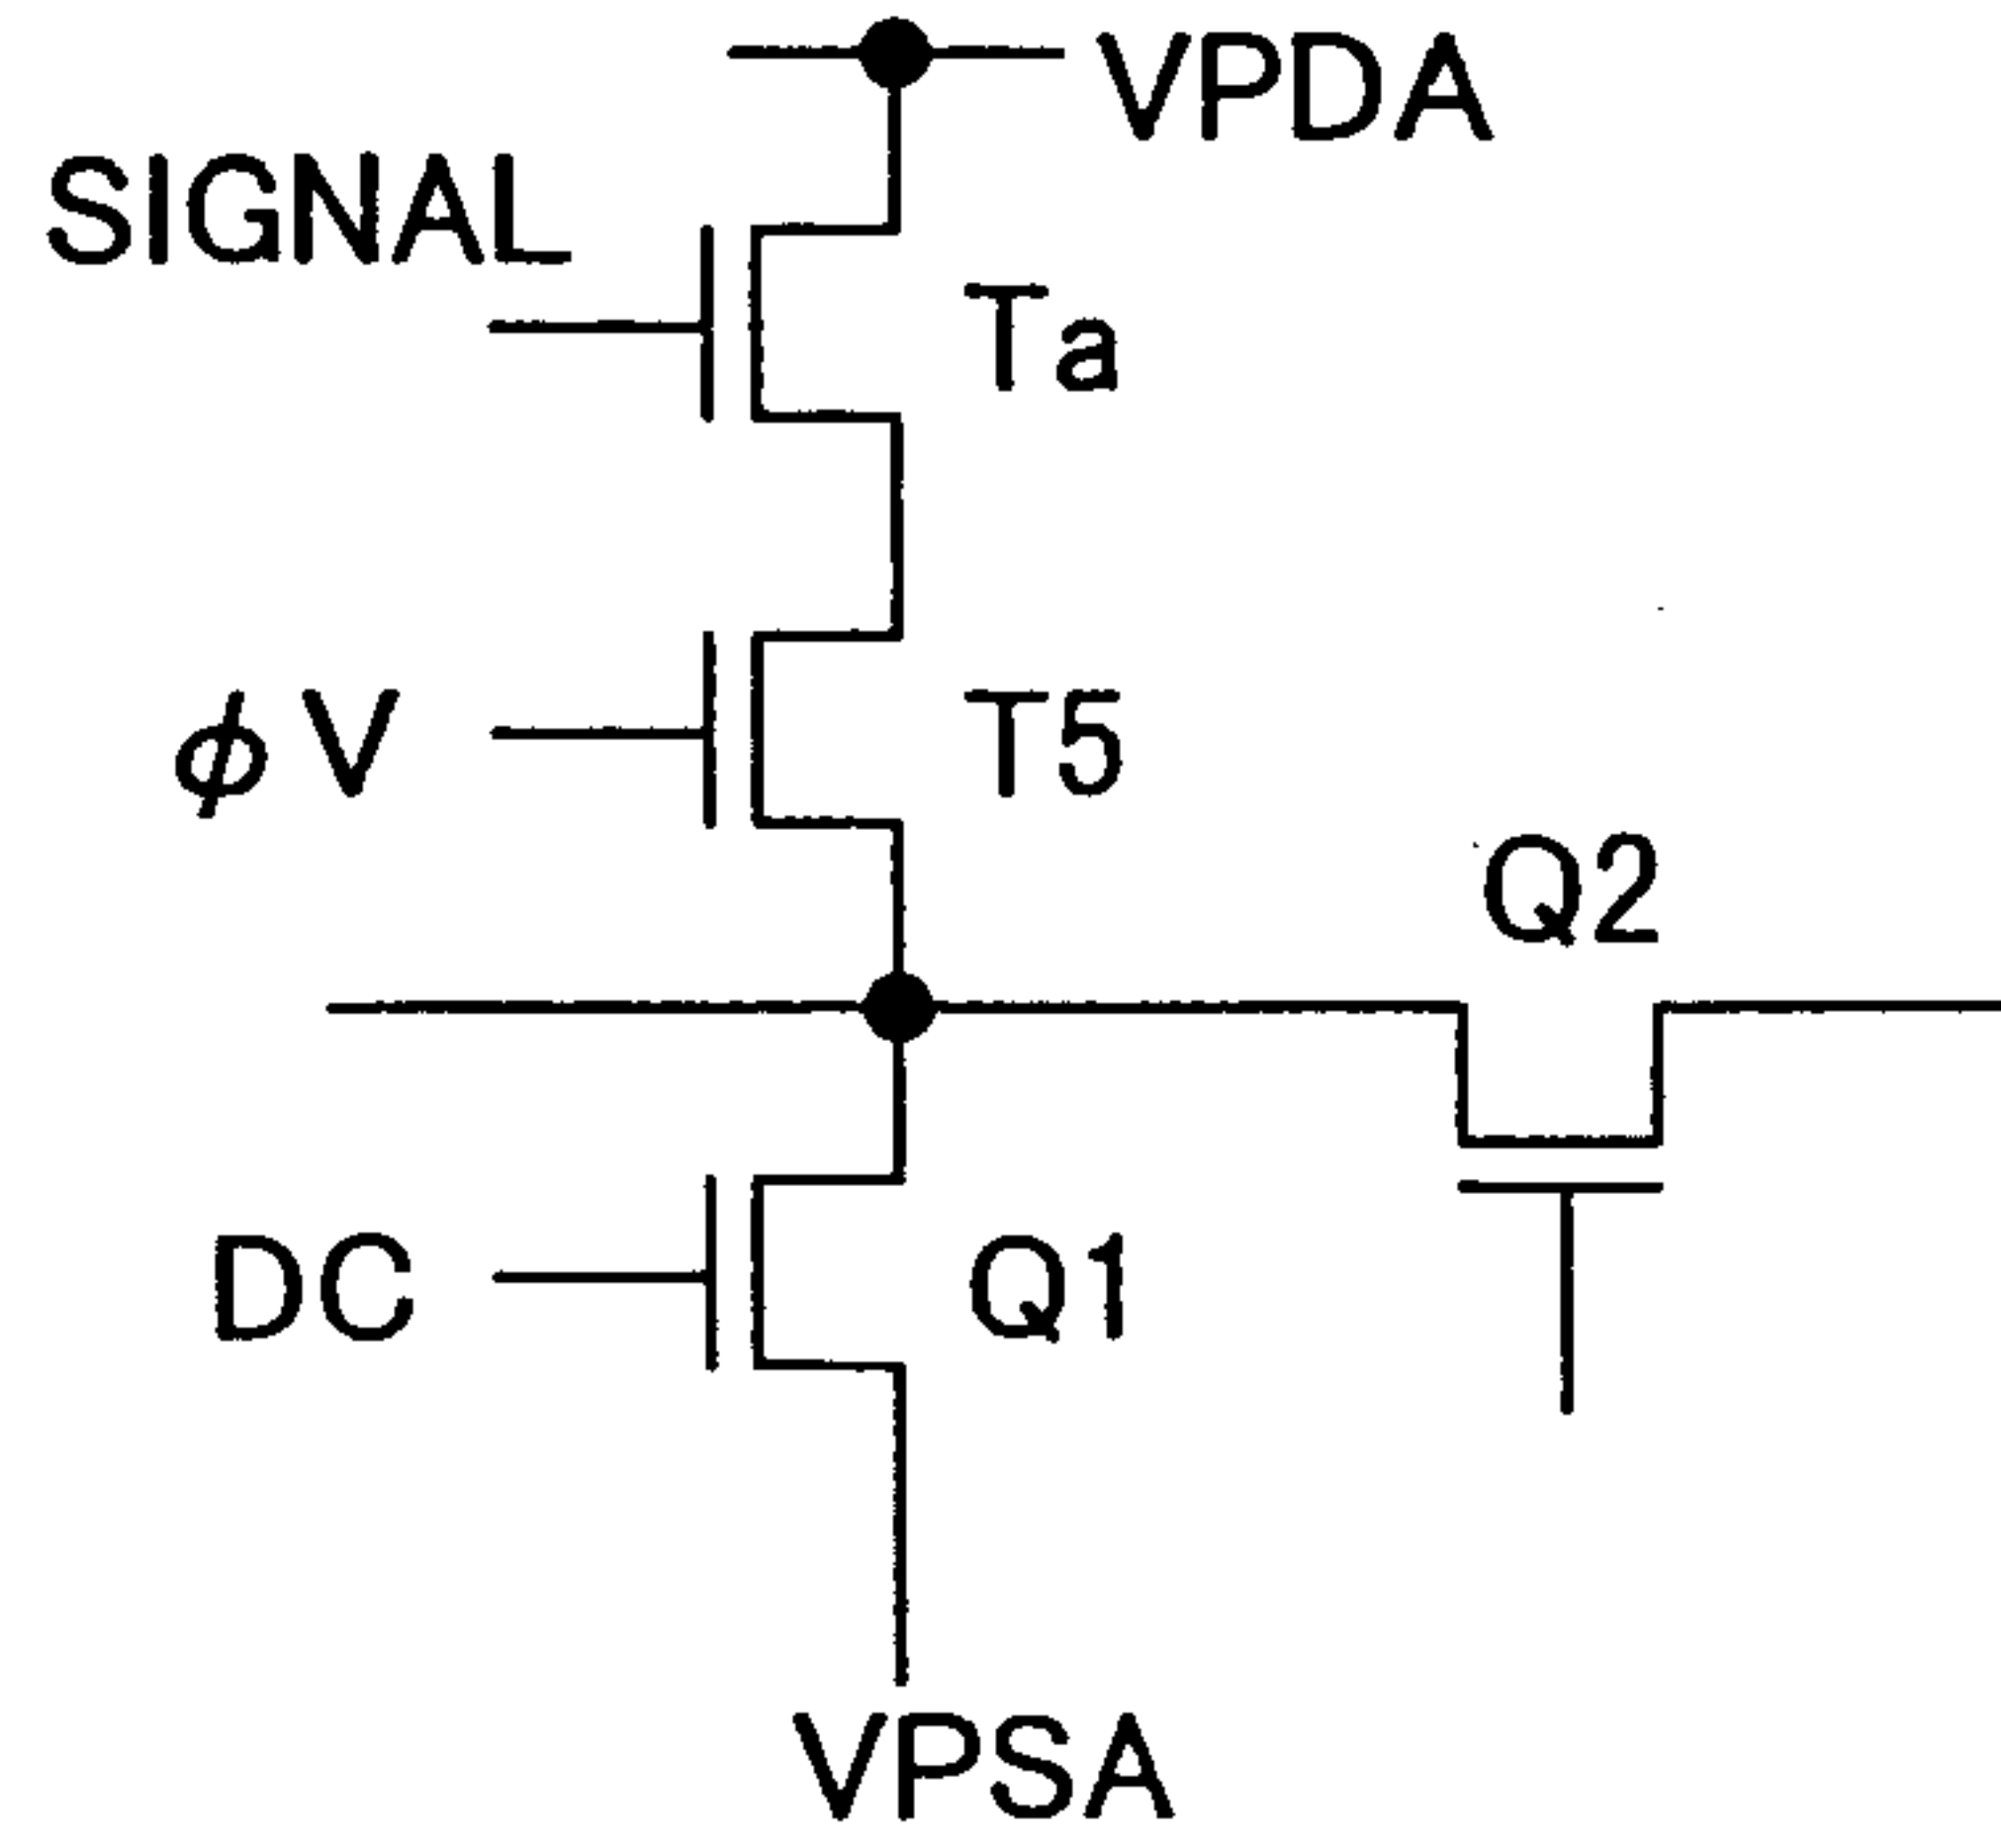 VPDA
SIGNAL
Ta
φV
T5
Q2
DC
Q1
VPSA